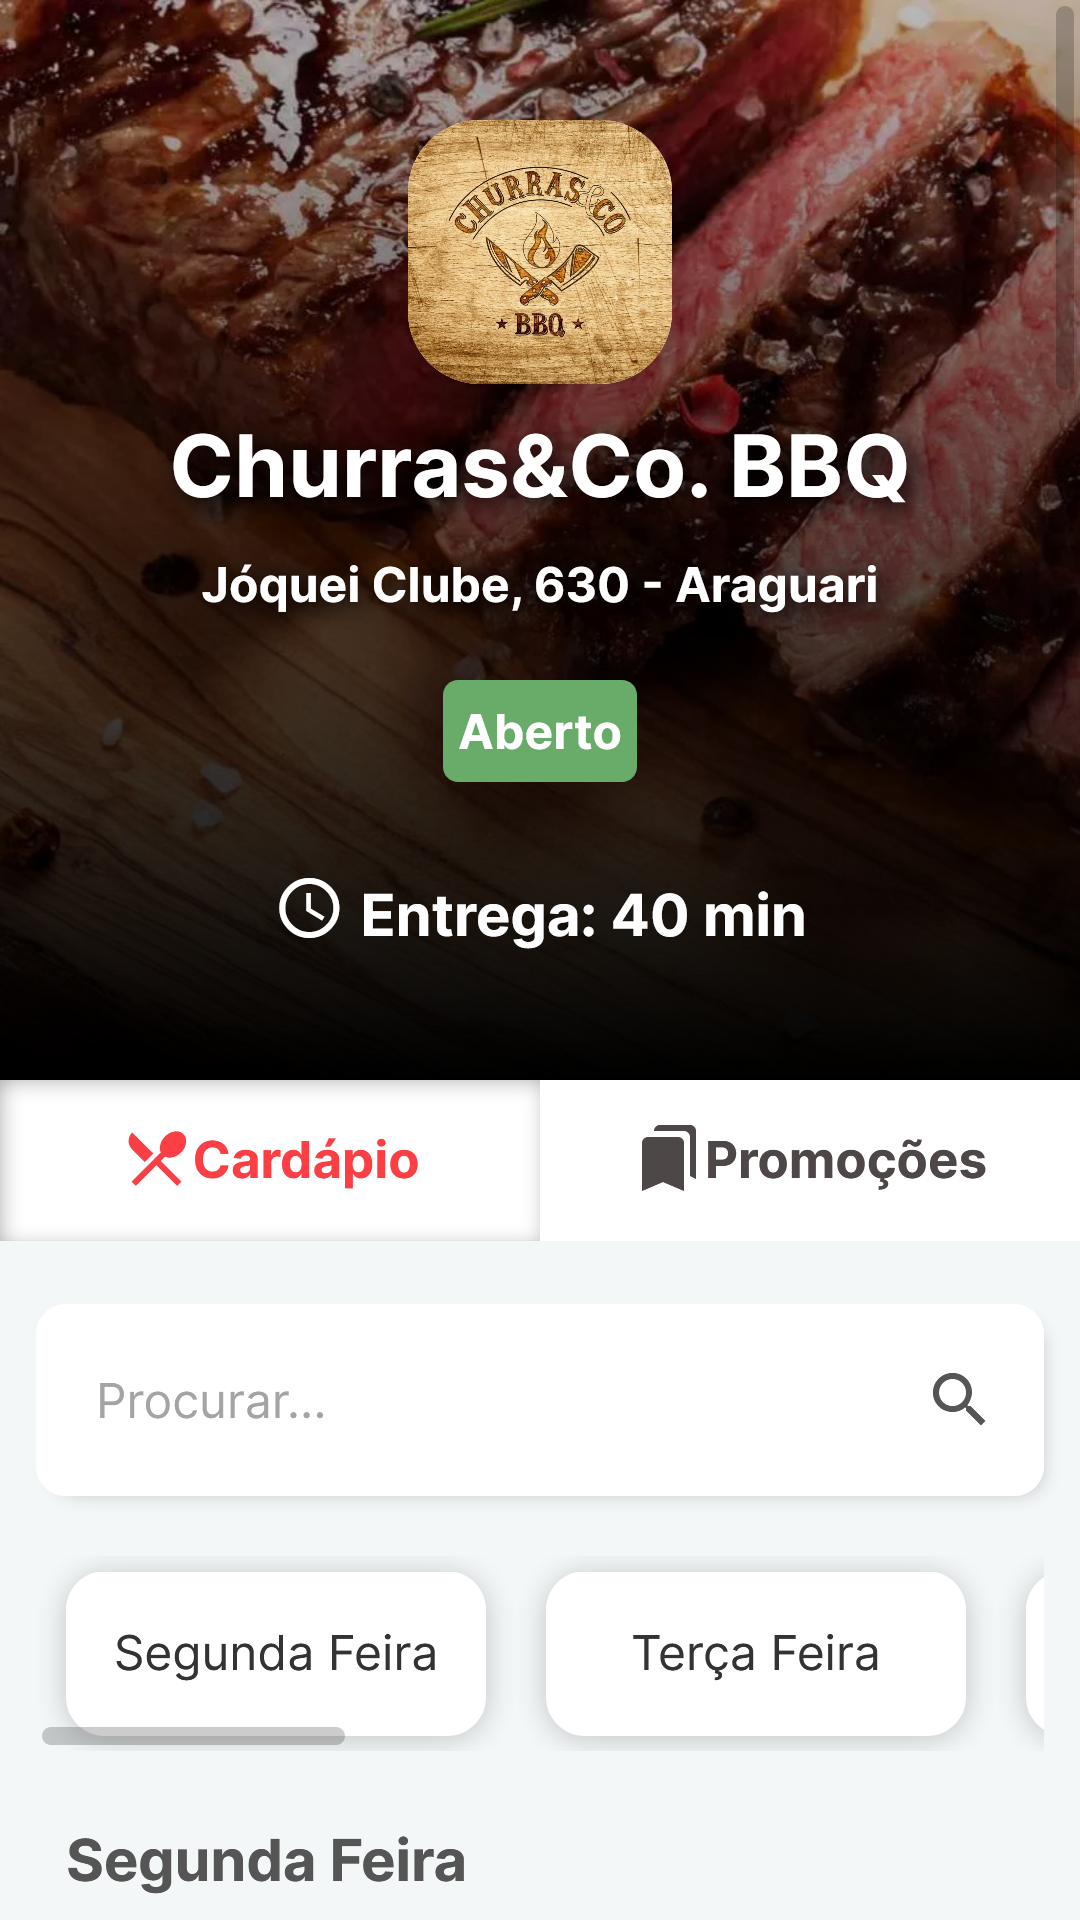 CHURRAS&CO
BBQ
Churras&Co. BBQ
Jóquei Clube, 630 - Araguari
Aberto
Entrega: 40 min
Cardápio
Promoções
Procurar...
Segunda Feira
Terça Feira
Segunda Feira